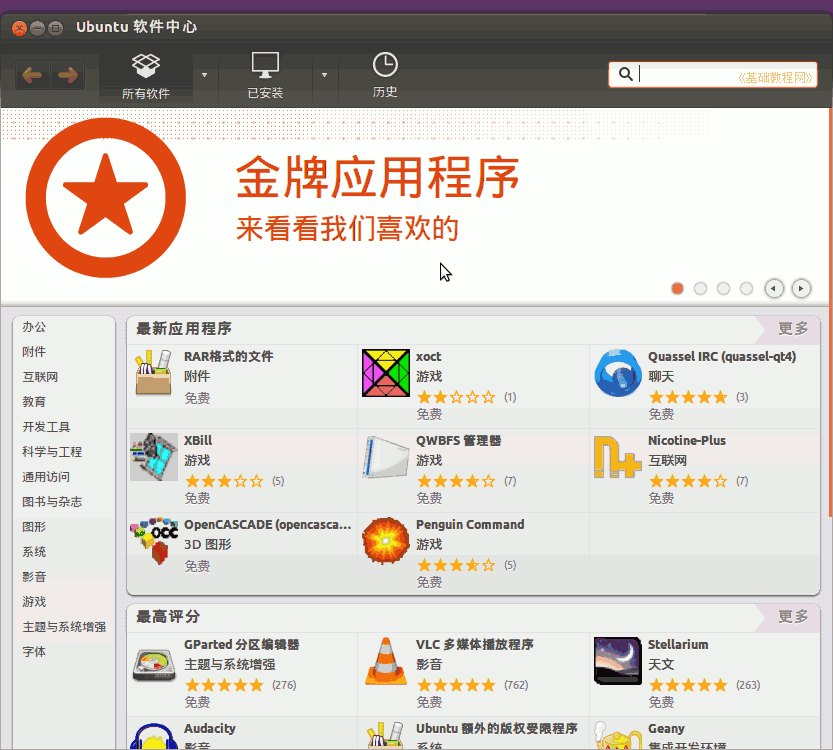 Ubuntu 软件中心
所有软件
已安装
历史
《基础教程网》
金牌应用程序
来看看我们喜欢的
办公
附件
互联网
教育
开发工具
科学与工程
通用访问
图书与杂志
图形
系统
影音
游戏
主题与系统增强
字体
最新应用程序
更多
RAR格式的文件
附件
免费
xoct
游戏
(1)
免费
Quassel IRC (quassel-qt4)
聊天
(3)
免费
XBill
游戏
(5)
免费
QWBFS 管理器
游戏
(7)
免费
Nicotine-Plus
互联网
(7)
免费
OpenCASCADE (opencasca...
3D 图形
免费
Penguin Command
游戏
(5)
免费
最高评分
更多
GParted 分区编辑器
主题与系统增强
(276)
免费
VLC 多媒体播放程序
影音
(762)
免费
Stellarium
天文
(263)
免费
Audacity
影音
Ubuntu 额外的版权受限程序
系统
Geany
集成开发环境